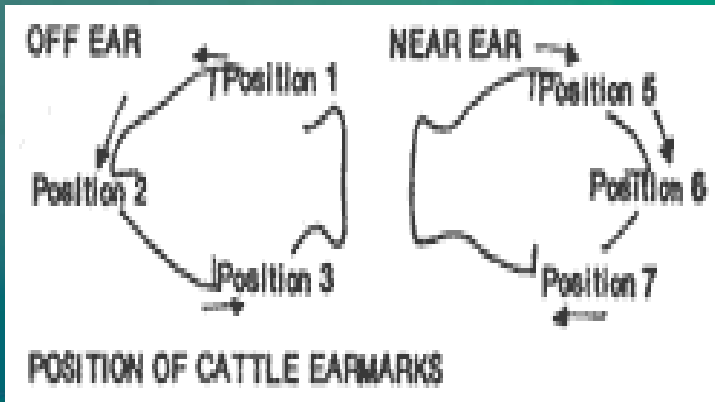 OFF EAR
NEAR EAR
Position 1
Position 5
Position 2
Position 6
Position 3
Position 7
POSITION OF CATTLE EARMARKS